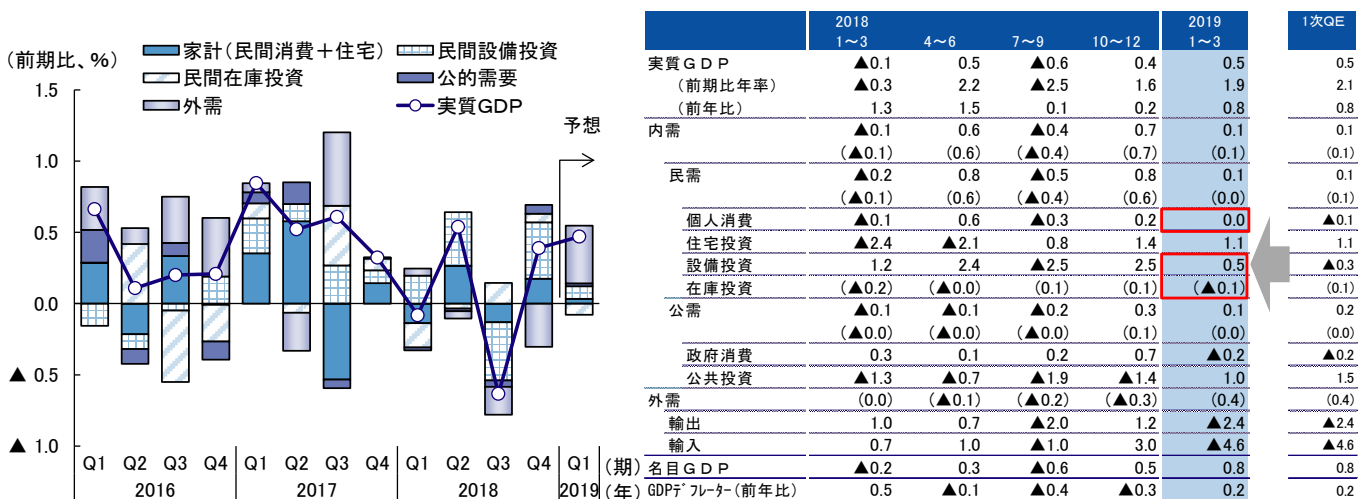 (前期比、%)
家計(民間消費+住宅) 民間設備投資
民間在庫投資 公的需要
外需 実質GDP
予想
1.5
1.0
0.5
0.0
▲ 0.5
▲ 1.0
Q1 Q2 Q3 Q4 Q1 Q2 Q3 Q4 Q1 Q2 Q3 Q4 Q1 (期)
2016 2017 2018 2019 (年)
2018 2019 1次QE
1~3 4~6 7~9 10~12 1~3
実質GDP ▲0.1 0.5 ▲0.6 0.4 0.5 0.5
(前期比年率) ▲0.3 2.2 ▲2.5 1.6 1.9 2.1
(前年比) 1.3 1.5 0.1 0.2 0.8 0.8
内需 ▲0.1 0.6 ▲0.4 0.7 0.1 0.1
(▲0.1) (0.6) (▲0.4) (0.7) (0.1) (0.1)
民需 ▲0.2 0.8 ▲0.5 0.8 0.1 0.1
(▲0.1) (0.6) (▲0.4) (0.6) (0.0) (0.1)
個人消費 ▲0.1 0.6 ▲0.3 0.2 0.0 ▲0.1
住宅投資 ▲2.4 ▲2.1 0.8 1.4 1.1 1.1
設備投資 1.2 2.4 ▲2.5 2.5 0.5 ▲0.3
在庫投資 (▲0.2) (▲0.0) (0.1) (0.1) (▲0.1) (0.1)
公需 ▲0.1 ▲0.1 ▲0.2 0.3 0.1 0.2
(▲0.0) (▲0.0) (▲0.0) (0.1) (0.0) (0.0)
政府消費 0.3 0.1 0.2 0.7 ▲0.2 ▲0.2
公共投資 ▲1.3 ▲0.7 ▲1.9 ▲1.4 1.0 1.5
外需 (0.0) (▲0.1) (▲0.2) (▲0.3) (0.4) (0.4)
輸出 1.0 0.7 ▲2.0 1.2 ▲2.4 ▲2.4
輸入 0.7 1.0 ▲1.0 3.0 ▲4.6 ▲4.6
名目GDP ▲0.2 0.3 ▲0.6 0.5 0.8 0.8
GDPデフレーター(前年比) 0.5 ▲0.1 ▲0.4 ▲0.3 0.2 0.2